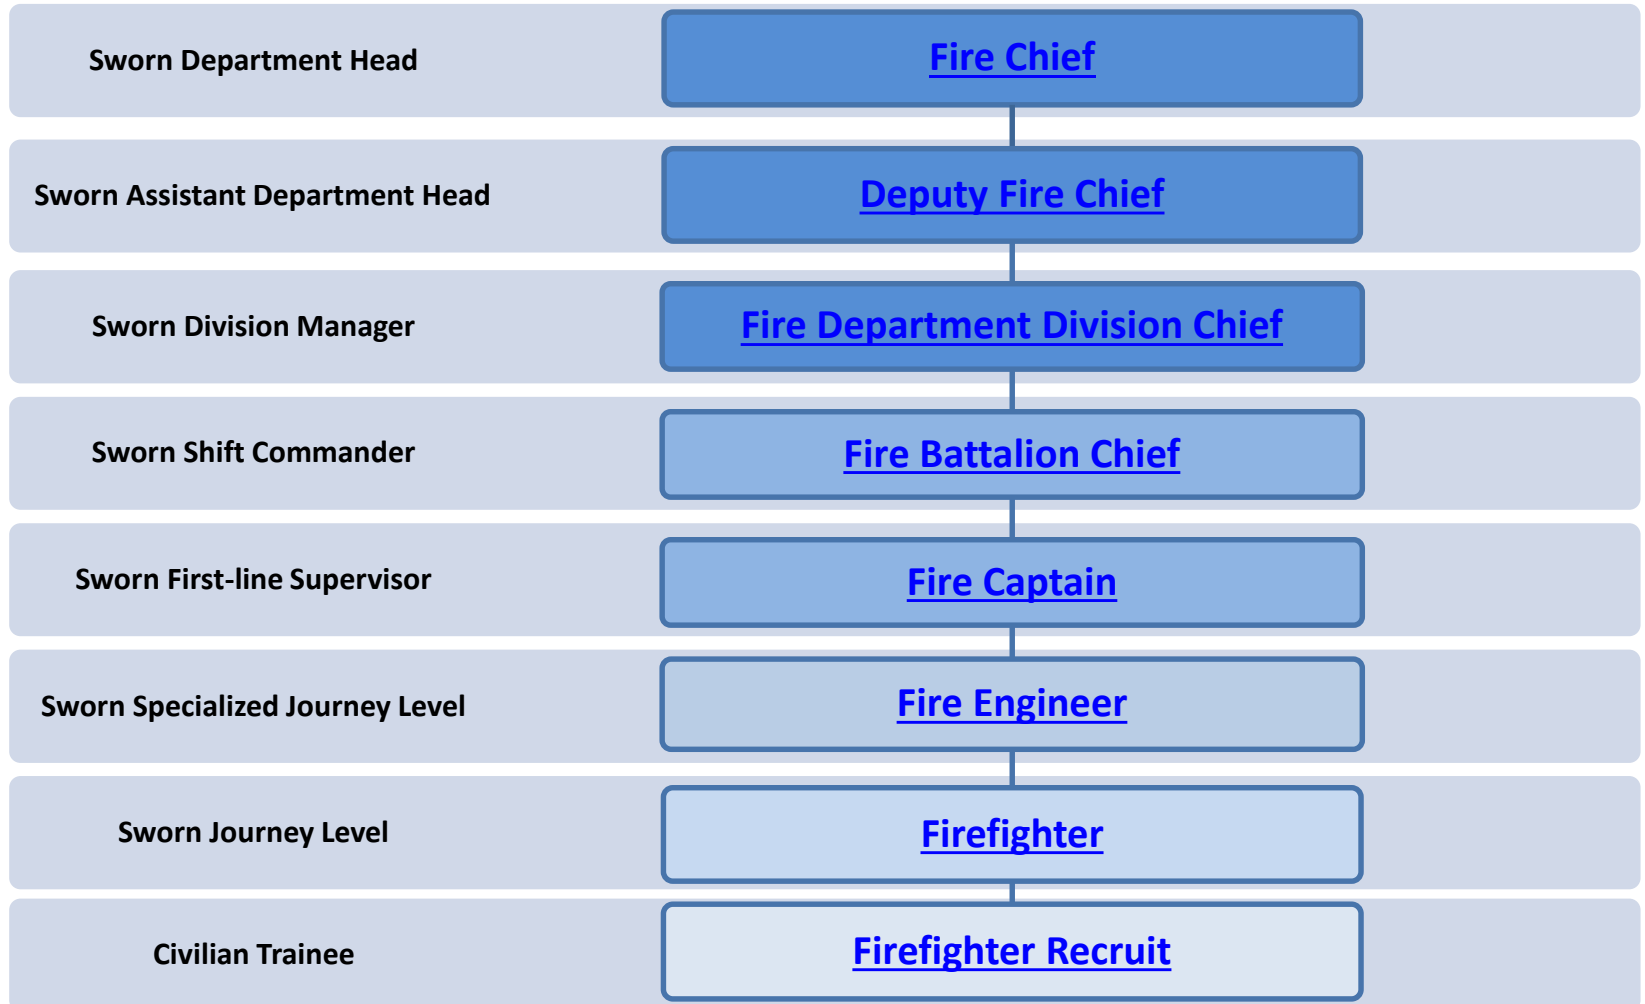 Sworn Department Head
Fire Chief
Sworn Assistant Department Head
Deputy Fire Chief
Sworn Division Manager
Fire Department Division Chief
Sworn Shift Commander
Fire Battalion Chief
Sworn First-line Supervisor
Fire Captain
Sworn Specialized Journey Level
Fire Engineer
Sworn Journey Level
Firefighter
Civilian Trainee
Firefighter Recruit